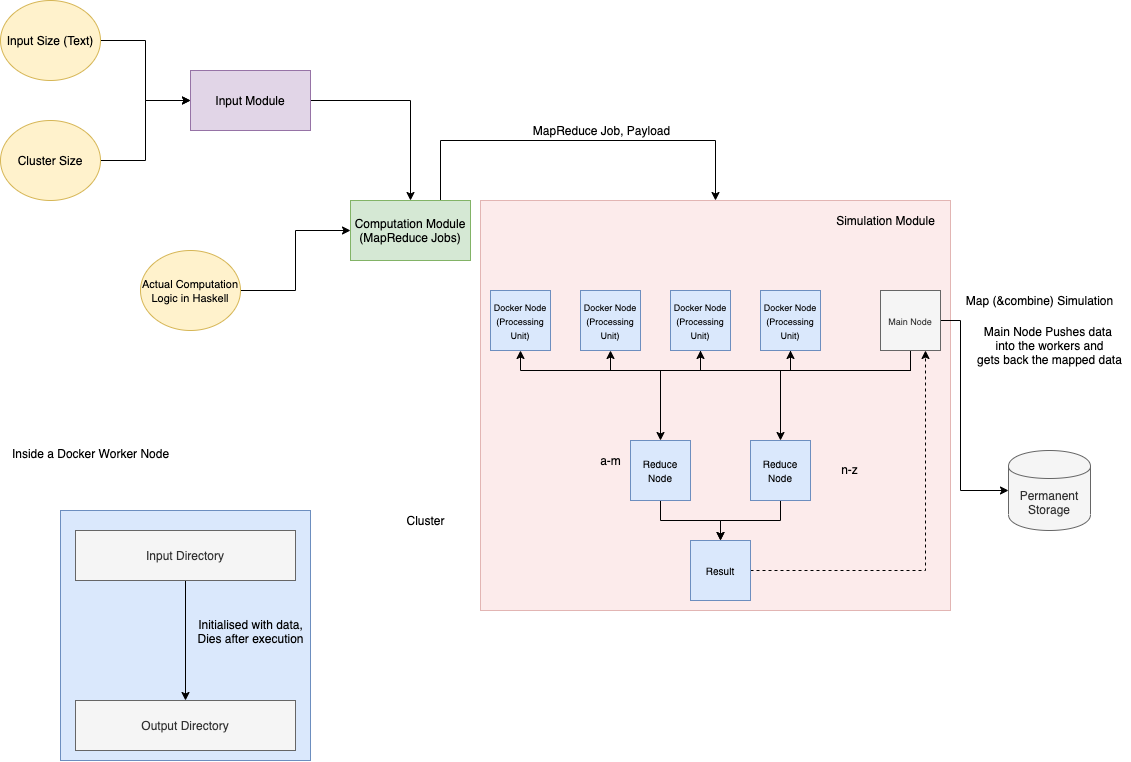 Input Size (Text)
Input Module
Cluster Size
MapReduce Job, Payload
Computation Module
(MapReduce Jobs)
Simulation Module
Actual Computation
Logic in Haskell
Docker Node
(Processing
Unit)
Docker Node
(Processing
Unit)
Docker Node
(Processing
Unit)
Docker Node
(Processing
Unit)
Main Node
Map (&combine) Simulation
Main Node Pushes data
into the workers and
gets back the mapped data
Inside a Docker Worker Node
a-m
Reduce
Node
Reduce
Node
n-z
Permanent
Storage
Cluster
Input Directory
Result
Initialised with data,
Dies after execution
Output Directory